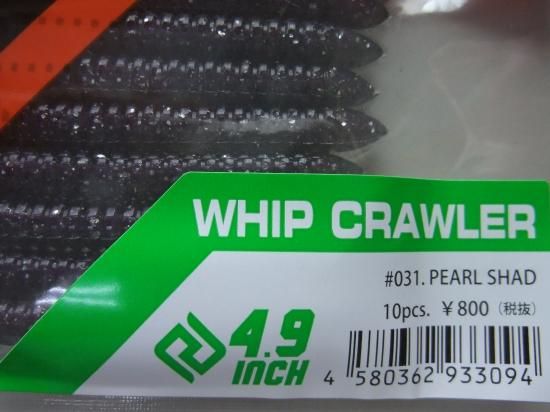 WHIP CRAWLER
#031. PEARL SHAD
10pcs. ¥800（税抜）
4.9
INCH
4 580362 933094